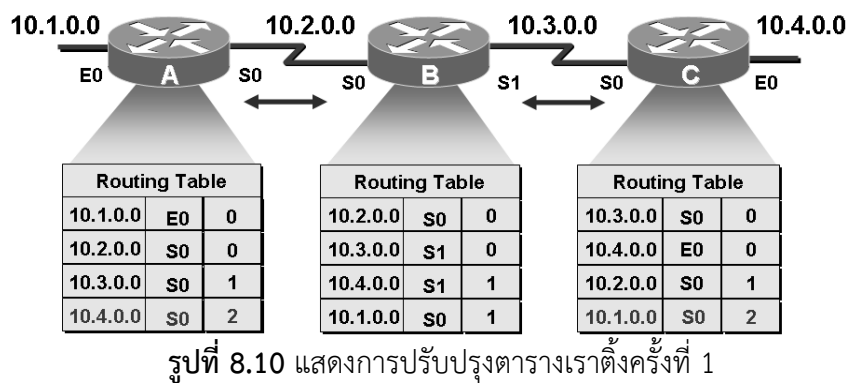 10.1.0.0 10.2.0.0 10.3.0.0 10.4.0.0
E0 A S0 S0 B S1 S0 C E0
Routing Table
10.1.0.0 E0 0
10.2.0.0 S0 0
10.3.0.0 S0 1
10.4.0.0 S0 2
Routing Table
10.2.0.0 S0 0
10.3.0.0 S1 0
10.4.0.0 S1 1
10.1.0.0 S0 1
Routing Table
10.3.0.0 S0 0
10.4.0.0 E0 0
10.2.0.0 S0 1
10.1.0.0 S0 2
รูปที่ 8.10 แสดงการปรับปรุงตารางเราติ้งครั้งที่ 1